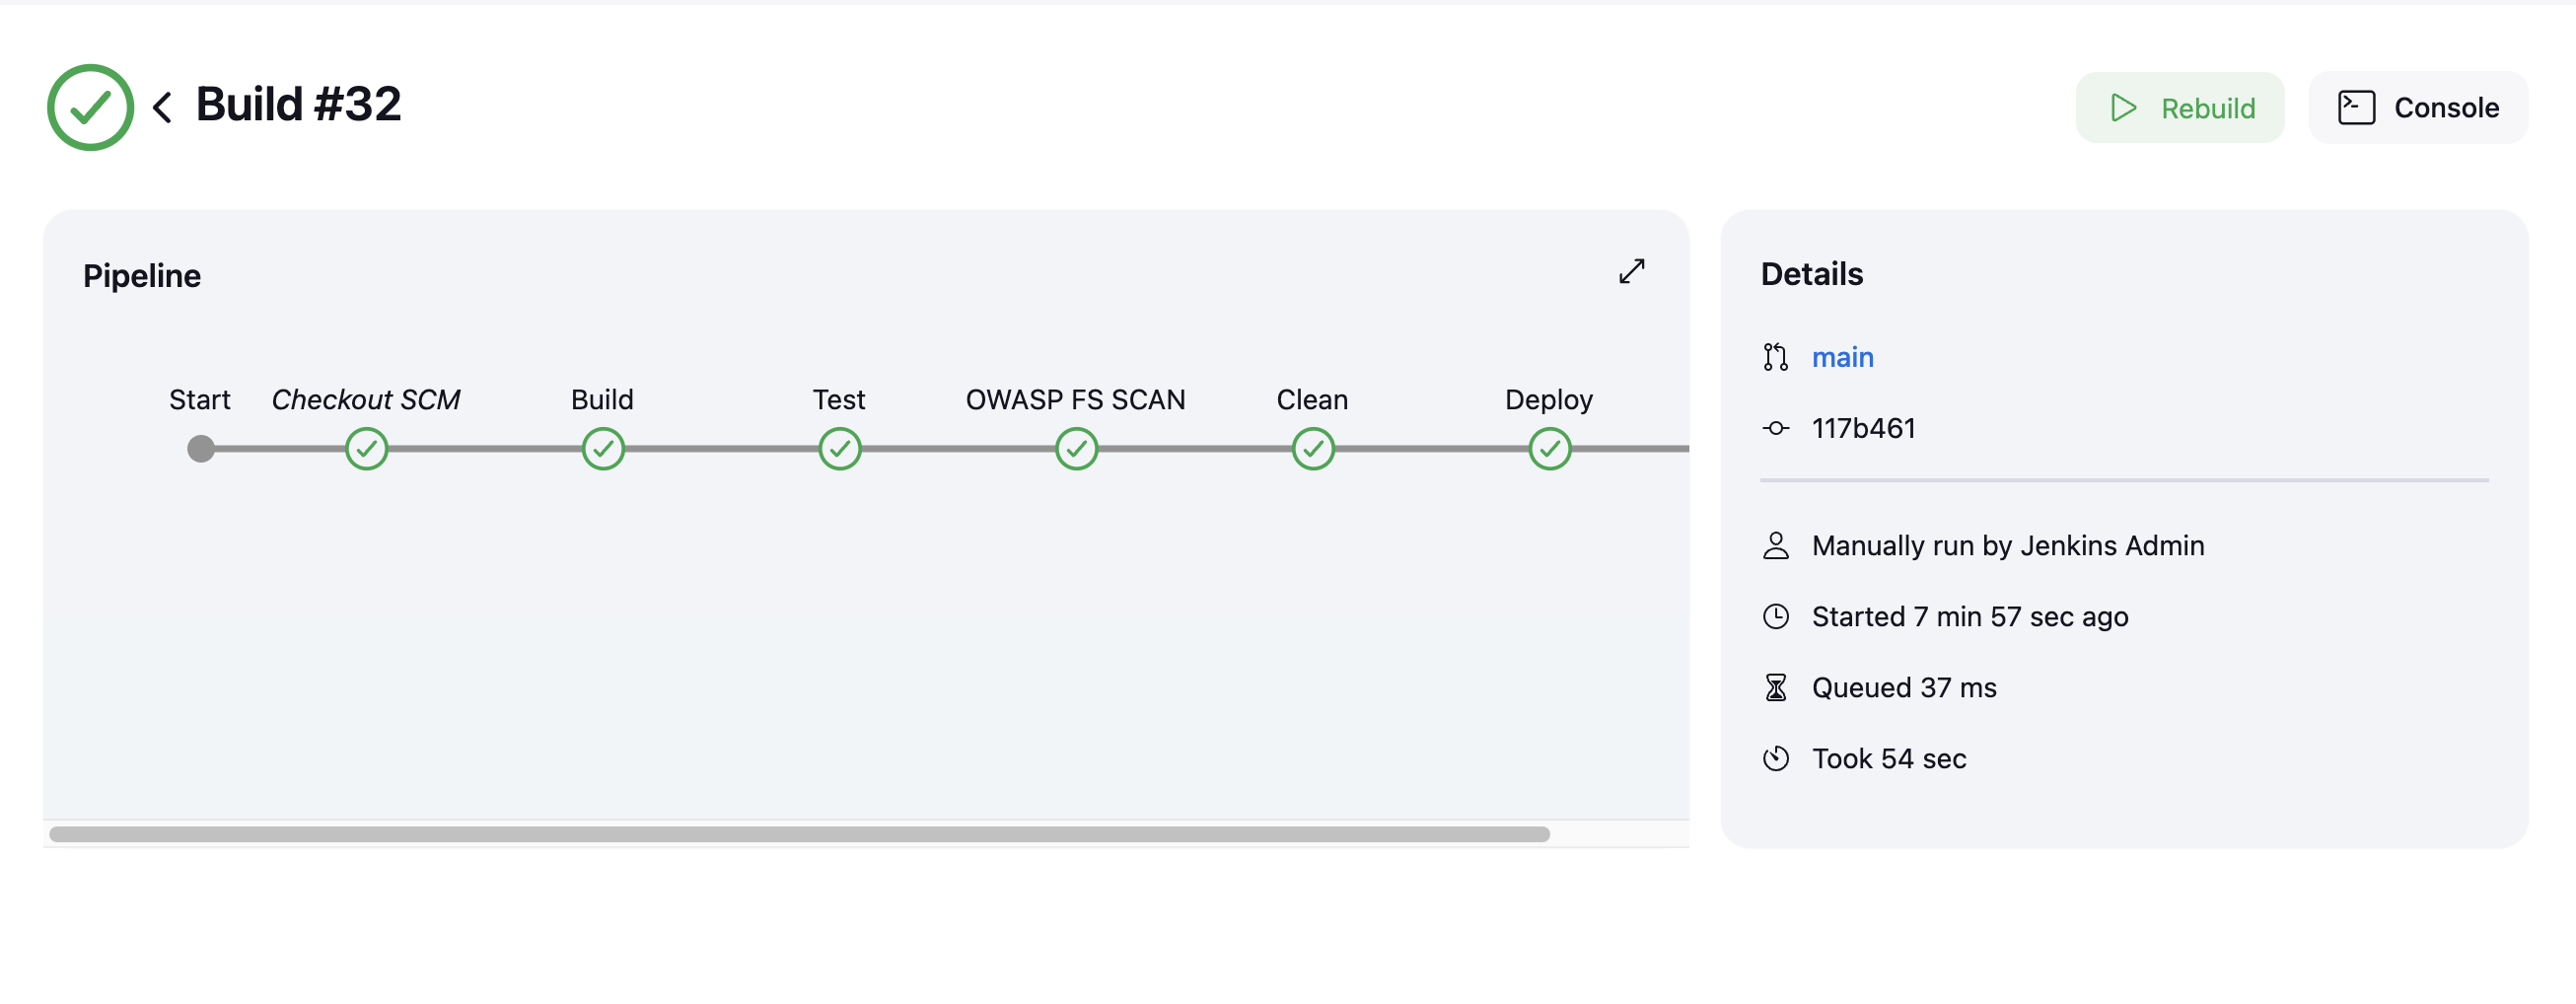 Build #32
Rebuild
Console
Pipeline
Start
Checkout SCM
Build
Test
OWASP FS SCAN
Clean
Deploy
Details
main
117b461
Manually run by Jenkins Admin
Started 7 min 57 sec ago
Queued 37 ms
Took 54 sec